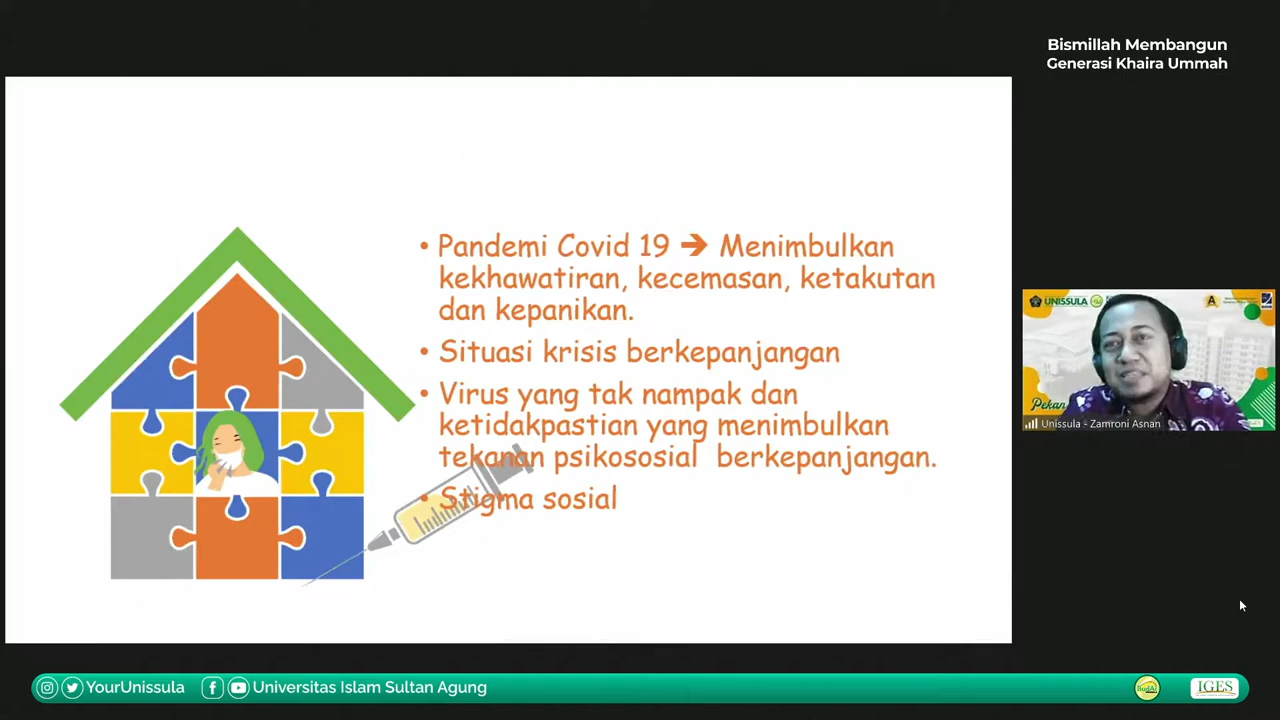 Bismillah Membangun
Generasi Khaira Ummah
• Pandemi Covid 19 ➔ Menimbulkan
kekhawatiran, kecemasan, ketakutan
dan kepanikan.
• Situasi krisis berkepanjangan
• Virus yang tak nampak dan
ketidakpastian yang menimbulkan
tekanan psikososial berkepanjangan.
• Stigma sosial
UNISSULA
A
Pekan
Unissula - Zamroni Asnan
YourUnissula
Universitas Islam Sultan Agung
BudAi
IGES